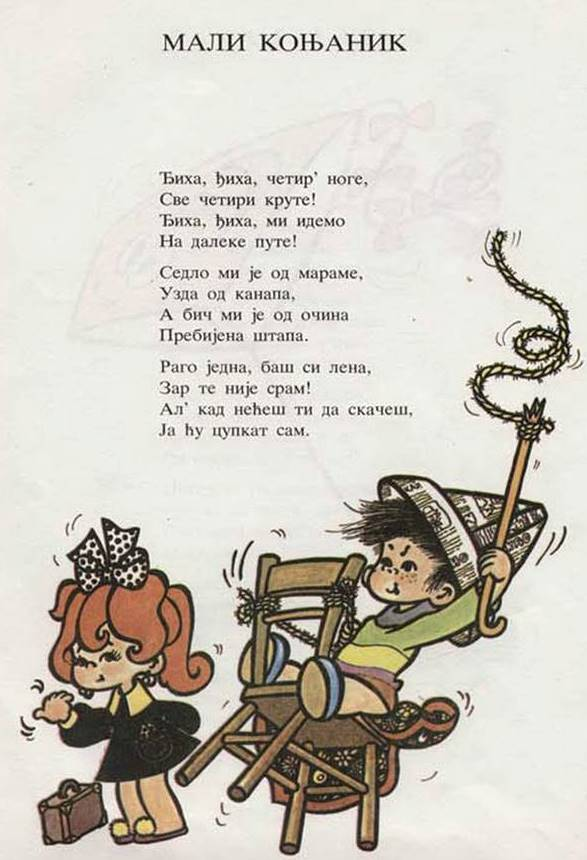 МАЛИ КОЊАНИК
Ђиха, ђиха, четир' ноге,
Све четири круте!
Ђиха, ђиха, ми идемо
На далеке путе!
Седло ми је од мараме,
Узда од канапа,
А бич ми је од очина
Пребијена штапа.
Раго једна, баш си лена,
Зар те није срам!
Ал' кад нећеш ти да скачеш,
Ја ћу цупкат сам.